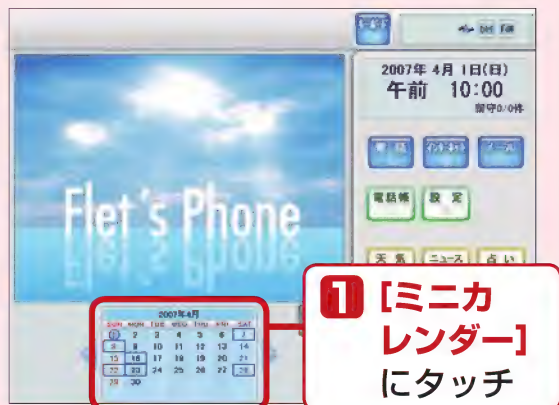 2007年 4月 1日(日)
午前 10:00
留守0/0件
電 話 インターネット メール
Flet's Phone
電話帳 設 定
天 気 ニュース 占 い
2007年4月
SUN MON TUE WED THU FRI SAT
1 2 3 4 5 6 7
8 9 10 11 12 13 14
15 16 17 18 19 20 21
22 23 24 25 26 27 28
29 30
1 [ミニカ
レンダー]
にタッチ